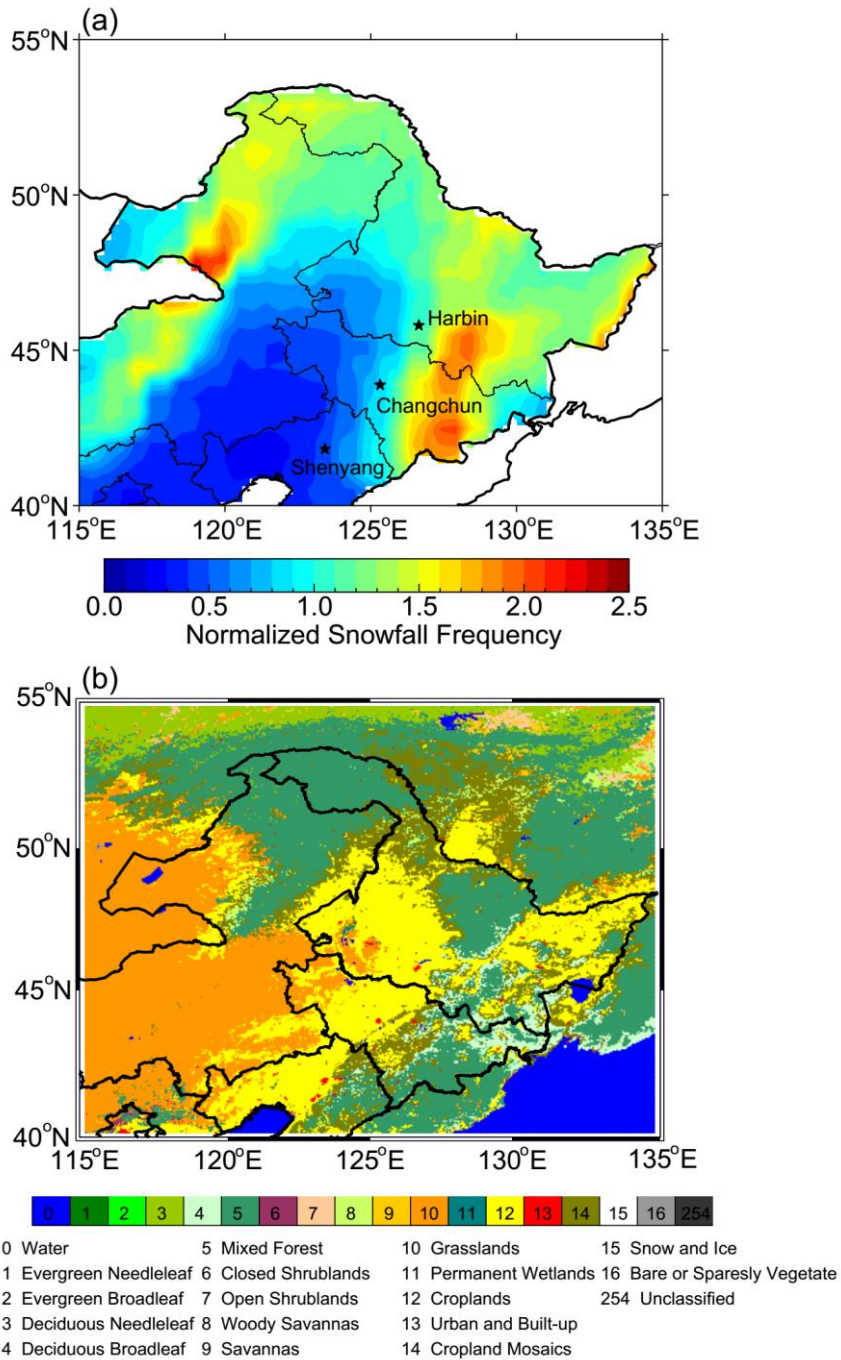 (a)
55°N
50°N
45°N
40°N
Harbin
Changchun
Shenyang
115°E 120°E 125°E 130°E 135°E
0.0 0.5 1.0 1.5 2.0 2.5
Normalized Snowfall Frequency
(b)
55°N
50°N
45°N
40°N
115°E 120°E 125°E 130°E 135°E
0 1 2 3 4 5 6 7 8 9 10 11 12 13 14 15 16 254
0 Water 5 Mixed Forest 10 Grasslands 15 Snow and Ice
1 Evergreen Needleleaf 6 Closed Shrublands 11 Permanent Wetlands 16 Bare or Sparesly Vegetate
2 Evergreen Broadleaf 7 Open Shrublands 12 Croplands 254 Unclassified
3 Deciduous Needleleaf 8 Woody Savannas 13 Urban and Built-up
4 Deciduous Broadleaf 9 Savannas 14 Cropland Mosaics